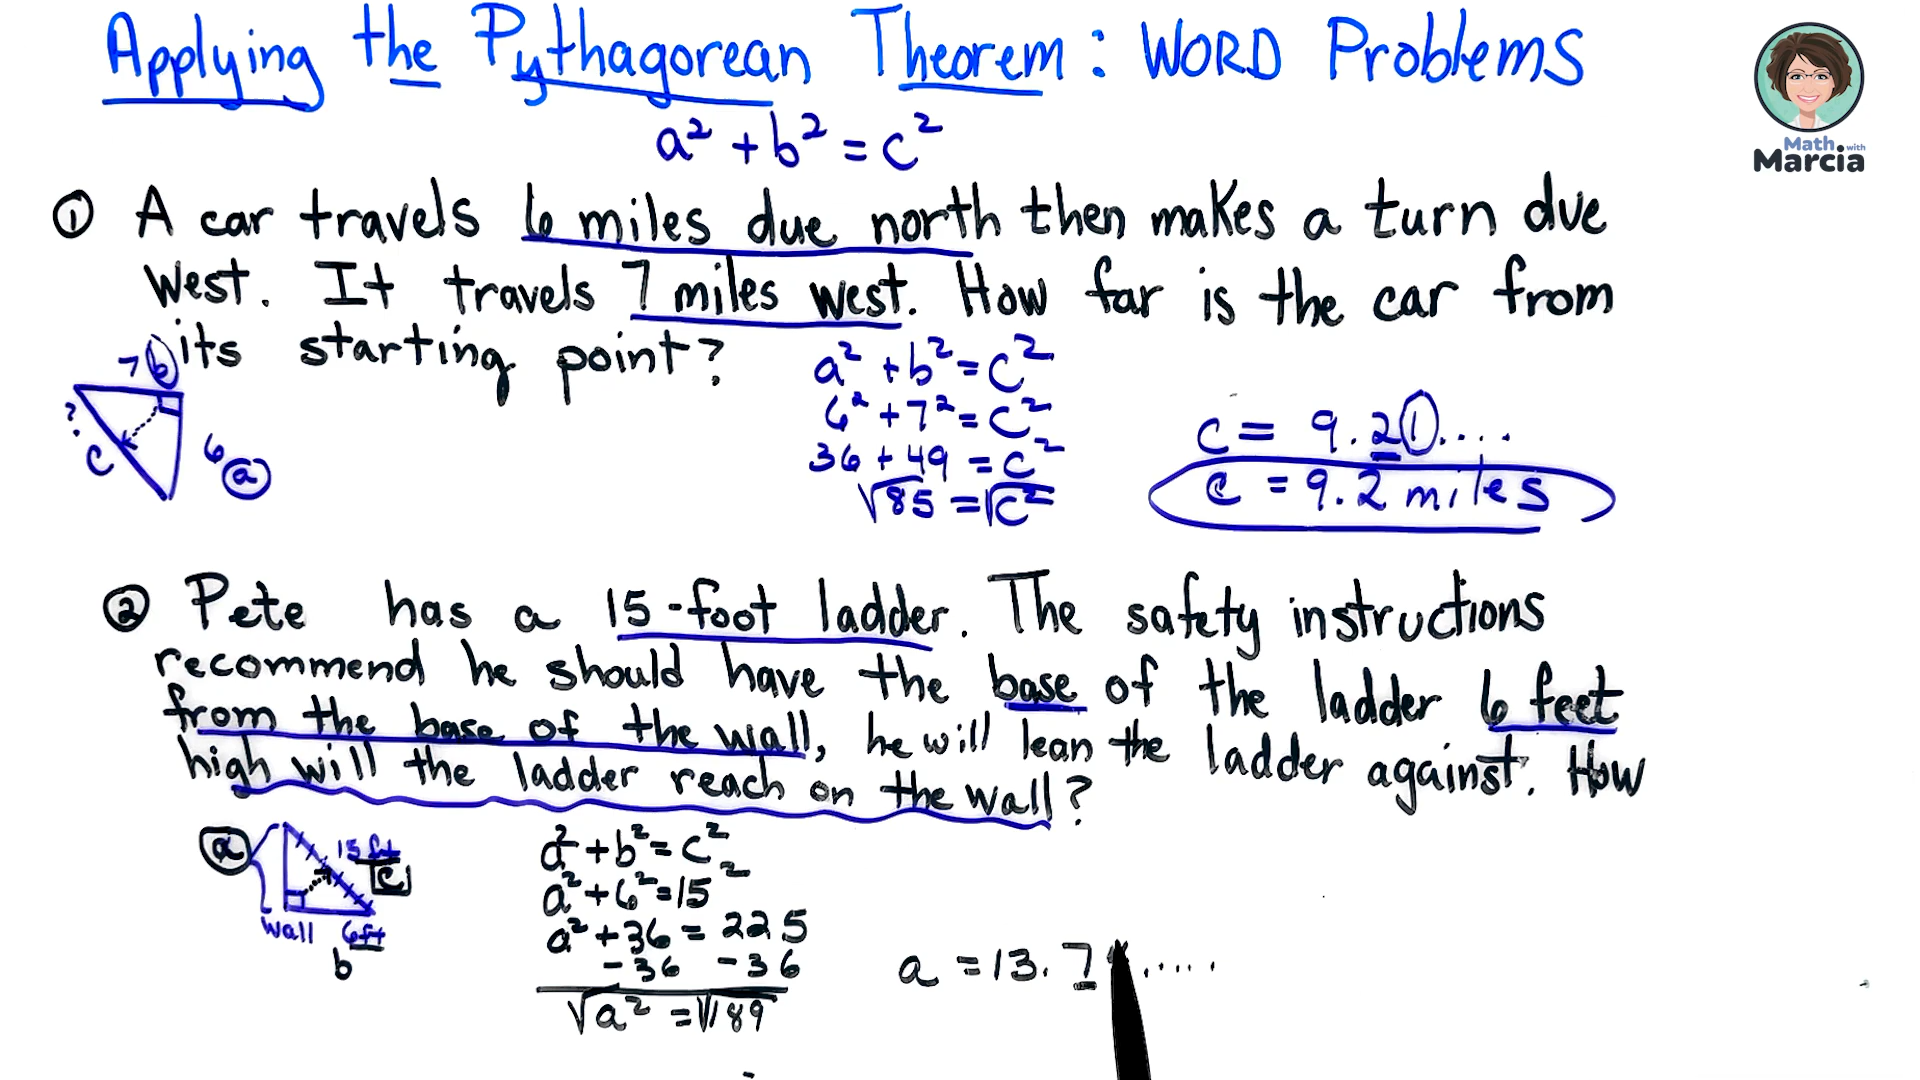 Applying the Pythagorean Theorem: WORD Problems
a² + b² = c²
Math with
Marcia
① A car travels 6 miles due north then makes a turn due
West. It travels 7 miles west. How far is the car from
its starting point?
7 b
?
c
6 a
a² + b² = c²
6² + 7² = c²
36 + 49 = c²
√85 = √c²
c = 9.21....
c = 9.2 miles
② Pete has a 15-foot ladder. The safety instructions
recommend he should have the base of the ladder 6 feet
from the base of the wall, he will lean the ladder against. How
high will the ladder reach on the wall?
a
15 ft
c
wall 6ft
b
a² + b² = c²
a² + 6² = 15²
a² + 36 = 225
-36 -36
√a² = √189
a = 13.7.....